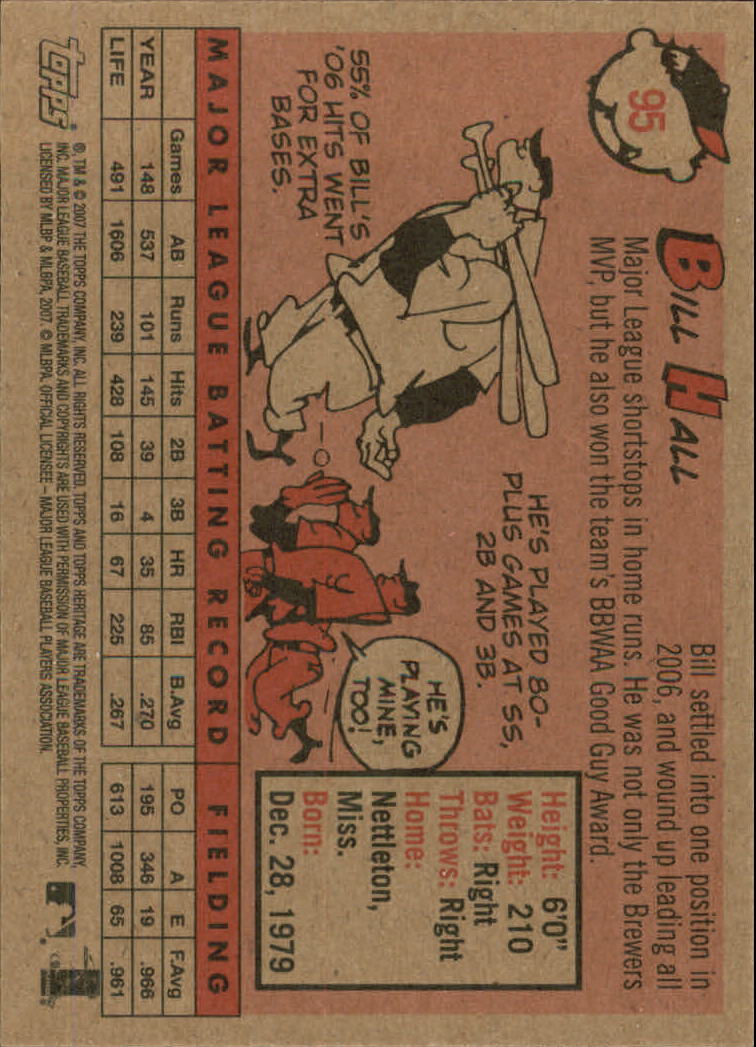 95
BILL HALL
Bill settled into one position in
2006, and wound up leading all
Major League shortstops in home runs. He was not only the Brewers
MVP, but he also won the team's BBWAA Good Guy Award.
55% OF BILL'S
'06 HITS WENT
FOR EXTRA
BASES.
HE'S PLAYED 80-
PLUS GAMES AT SS,
2B AND 3B.
HE'S
PLAYING
MINE,
TOO!
Height: 6'0"
Weight: 210
Bats: Right
Throws: Right
Home:
Nettleton,
Miss.
Born:
Dec. 28, 1979
MAJOR LEAGUE BATTING RECORD FIELDING
Games AB Runs Hits 2B 3B HR RBI B.Avg PO A E F.Avg
YEAR 148 537 101 145 39 4 35 85 .270 195 346 19 .966
LIFE 491 1606 239 428 108 16 67 225 .267 613 1008 65 .961
topps®
®, TM & © 2007 THE TOPPS COMPANY, INC. ALL RIGHTS RESERVED. TOPPS AND TOPPS HERITAGE ARE TRADEMARKS OF THE TOPPS COMPANY,
INC. MAJOR LEAGUE BASEBALL TRADEMARKS AND COPYRIGHTS ARE USED WITH PERMISSION OF MAJOR LEAGUE BASEBALL PROPERTIES, INC.
LICENSED BY MLBP & MLBPA, 2007. © MLBPA. OFFICIAL LICENSEE – MAJOR LEAGUE BASEBALL PLAYERS ASSOCIATION.